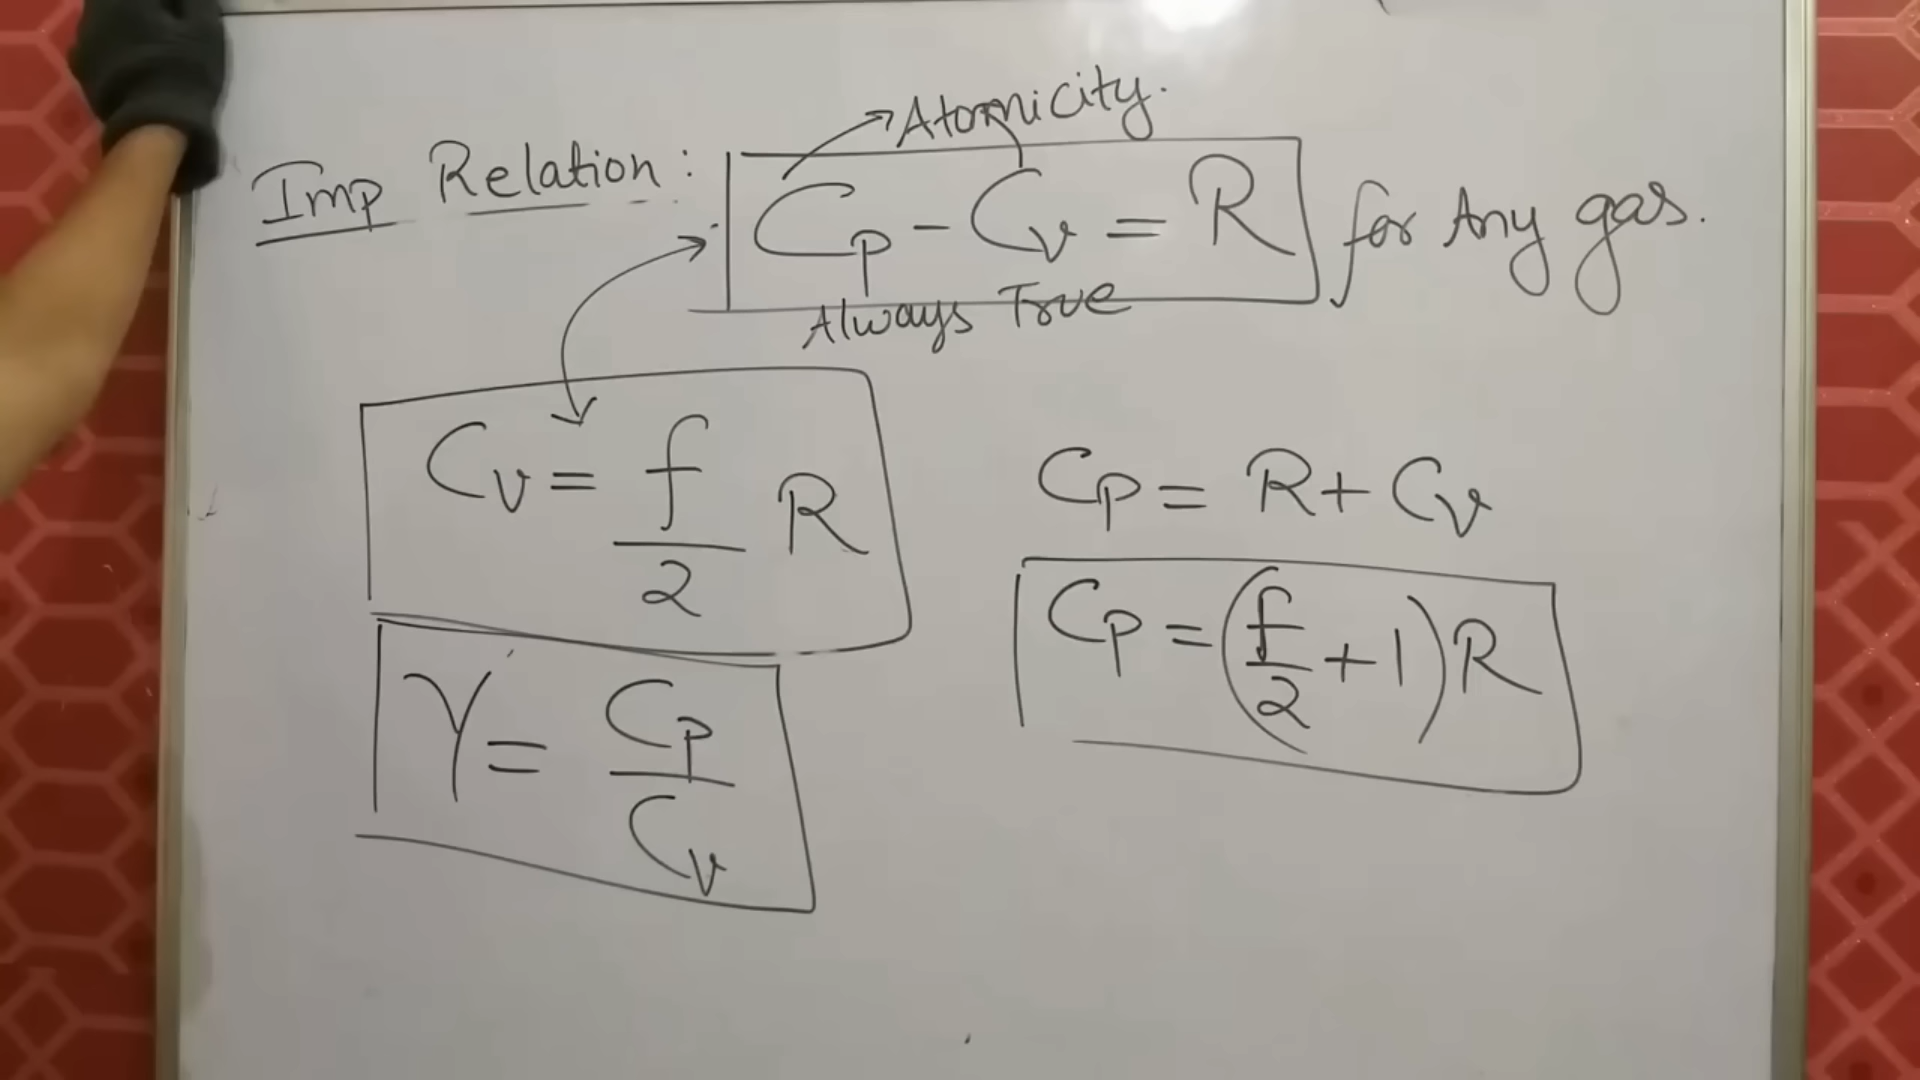 Atomicity.
Imp Relation: Cp - Cv = R for Any gas.
Always True
Cv = f/2 R
Cp = R + Cv
Cp = (f/2 + 1) R
γ = Cp/Cv